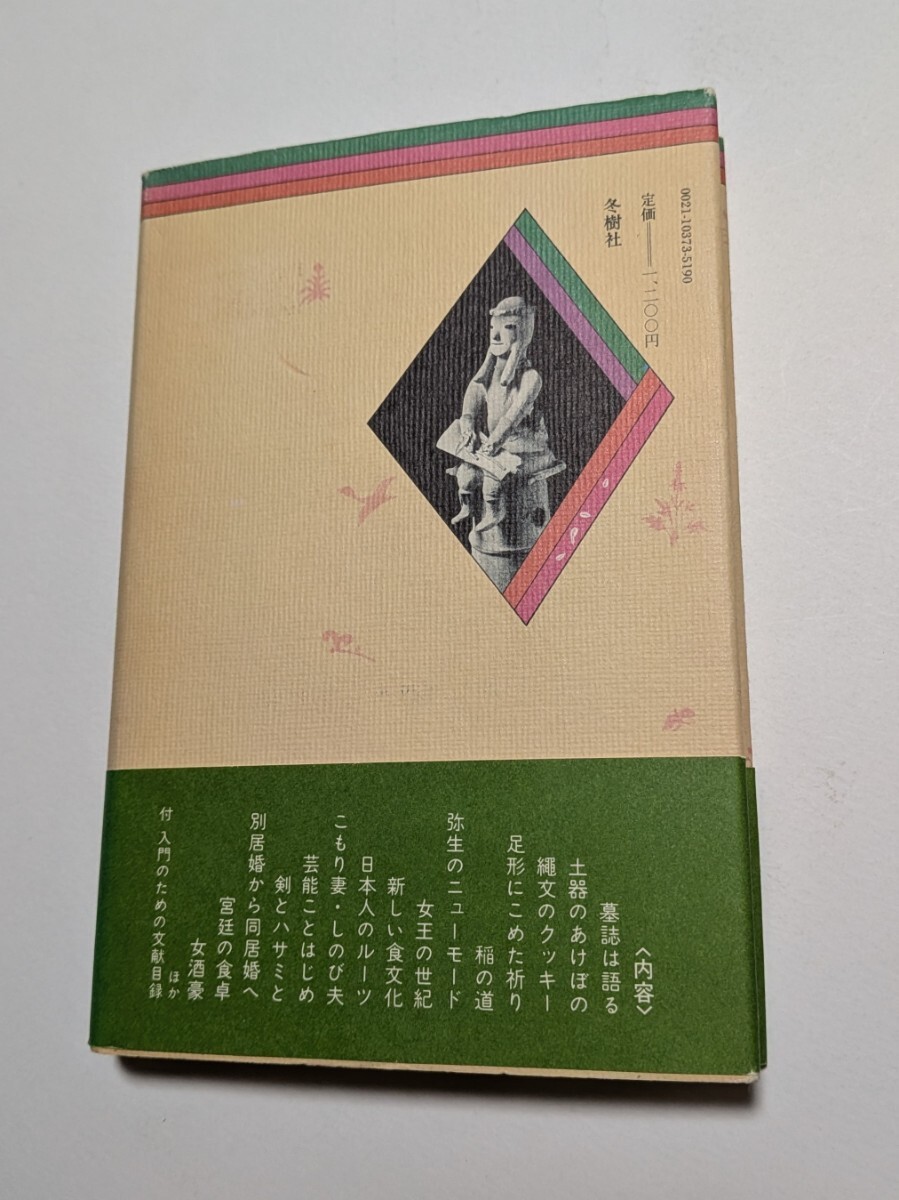 0021-10373-5190
定価──一、二〇〇円
冬樹社
〈内容〉
墓誌は語る
土器のあけぼの
縄文のクッキー
足形にこめた祈り
稲の道
弥生のニューモード
女王の世紀
新しい食文化
日本人のルーツ
こもり妻・しのび夫
芸能ことはじめ
剣とハサミと
別居婚から同居婚へ
宮廷の食卓
女酒豪
ほか
付 入門のための文献目録